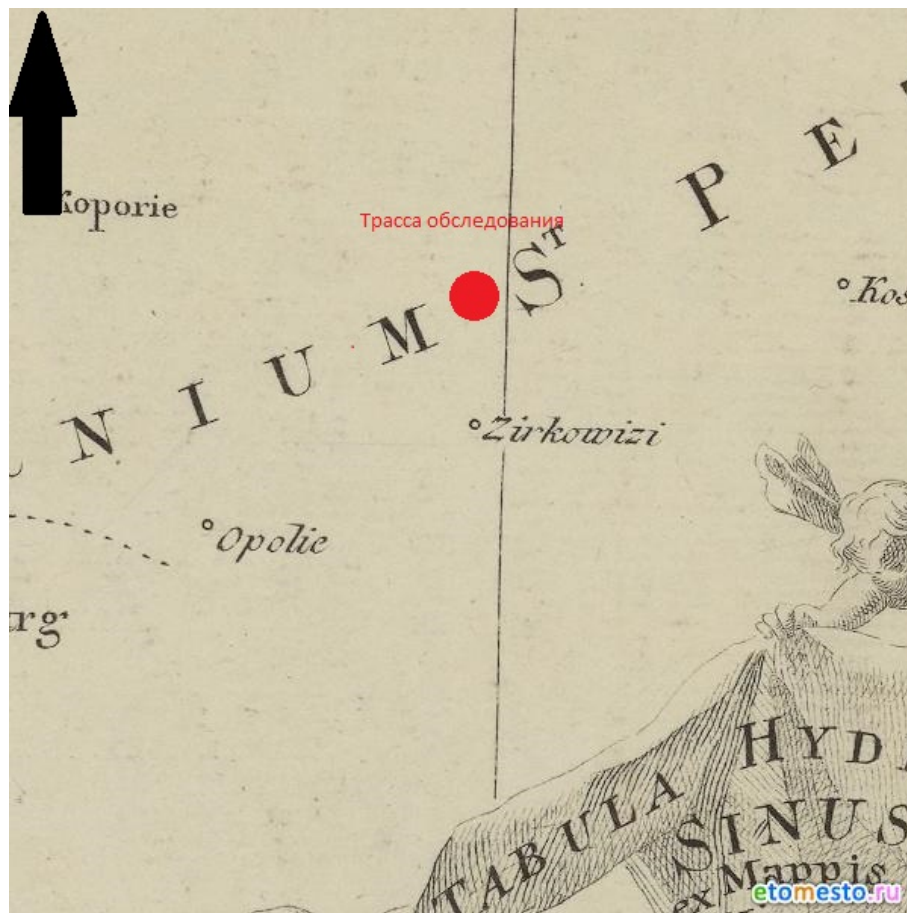 Koporie
Трасса обследования
NIUM ST PE
Kos
Zirkowizi
Opolie
rg
TABULA HYD
SINUS
ex Mappis
etomesto.ru